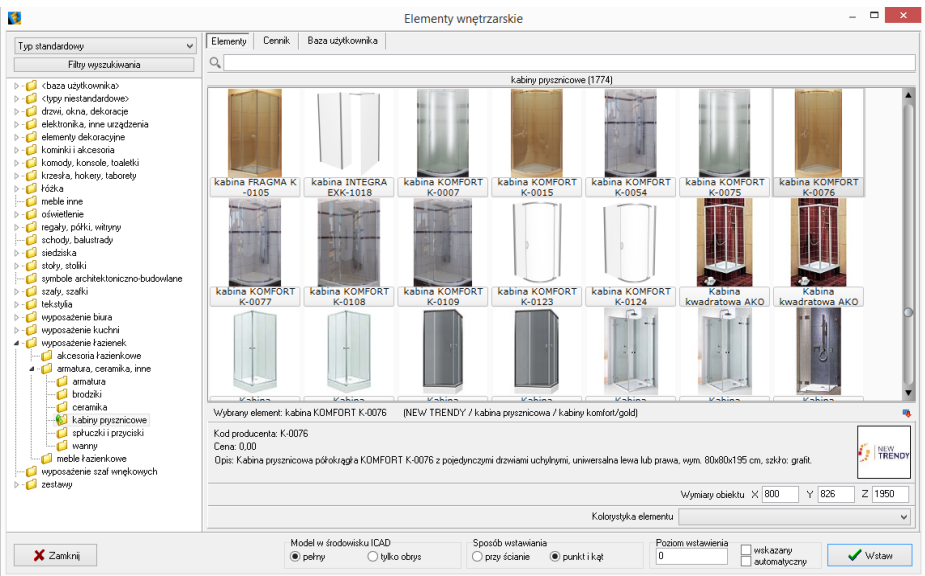 Elementy wnętrzarskie
Typ standardowy
Filtry wyszukiwania
<baza użytkownika>
<typy niestandardowe>
drzwi, okna, dekoracje
elektronika, inne urządzenia
elementy dekoracyjne
kominki i akcesoria
komody, konsole, toaletki
krzesła, hokery, taborety
łóżka
meble inne
oświetlenie
regały, półki, witryny
schody, balustrady
siedziska
stoły, stoliki
symbole architektoniczno-budowlane
szafy, szafki
tekstylia
wyposażenie biura
wyposażenie kuchni
wyposażenie łazienek
akcesoria łazienkowe
armatura, ceramika, inne
armatura
brodziki
ceramika
kabiny prysznicowe
spłuczki i przyciski
wanny
meble łazienkowe
wyposażenie szaf wnękowych
zestawy
Elementy Cennik Baza użytkownika
kabiny prysznicowe (1774)
kabina FRAGMA K
-0105
kabina INTEGRA
EXK-1018
kabina KOMFORT
K-0007
kabina KOMFORT
K-0015
kabina KOMFORT
K-0054
kabina KOMFORT
K-0075
kabina KOMFORT
K-0076
kabina KOMFORT
K-0077
kabina KOMFORT
K-0108
kabina KOMFORT
K-0109
kabina KOMFORT
K-0123
kabina KOMFORT
K-0124
Kabina
kwadratowa AKO
Kabina
kwadratowa AKO
Kabina Kabina Kabina Kabina Kabina Kabina Kabina
Wybrany element: kabina KOMFORT K-0076 (NEW TRENDY / kabina prysznicowa / kabiny komfort/gold)
Kod producenta: K-0076
Cena: 0,00
Opis: Kabina prysznicowa półokrągła KOMFORT K-0076 z pojedynczymi drzwiami uchylnymi, uniwersalna lewa lub prawa, wym. 80x80x195 cm, szkło: grafit.
NEW
TRENDY
Wymiary obiektu X 800 Y 826 Z 1950
Kolorystyka elementu
Zamknij
Model w środowisku ICAD
pełny tylko obrys
Sposób wstawiania
przy ścianie punkt i kąt
Poziom wstawienia
0
wskazany
automatyczny
Wstaw